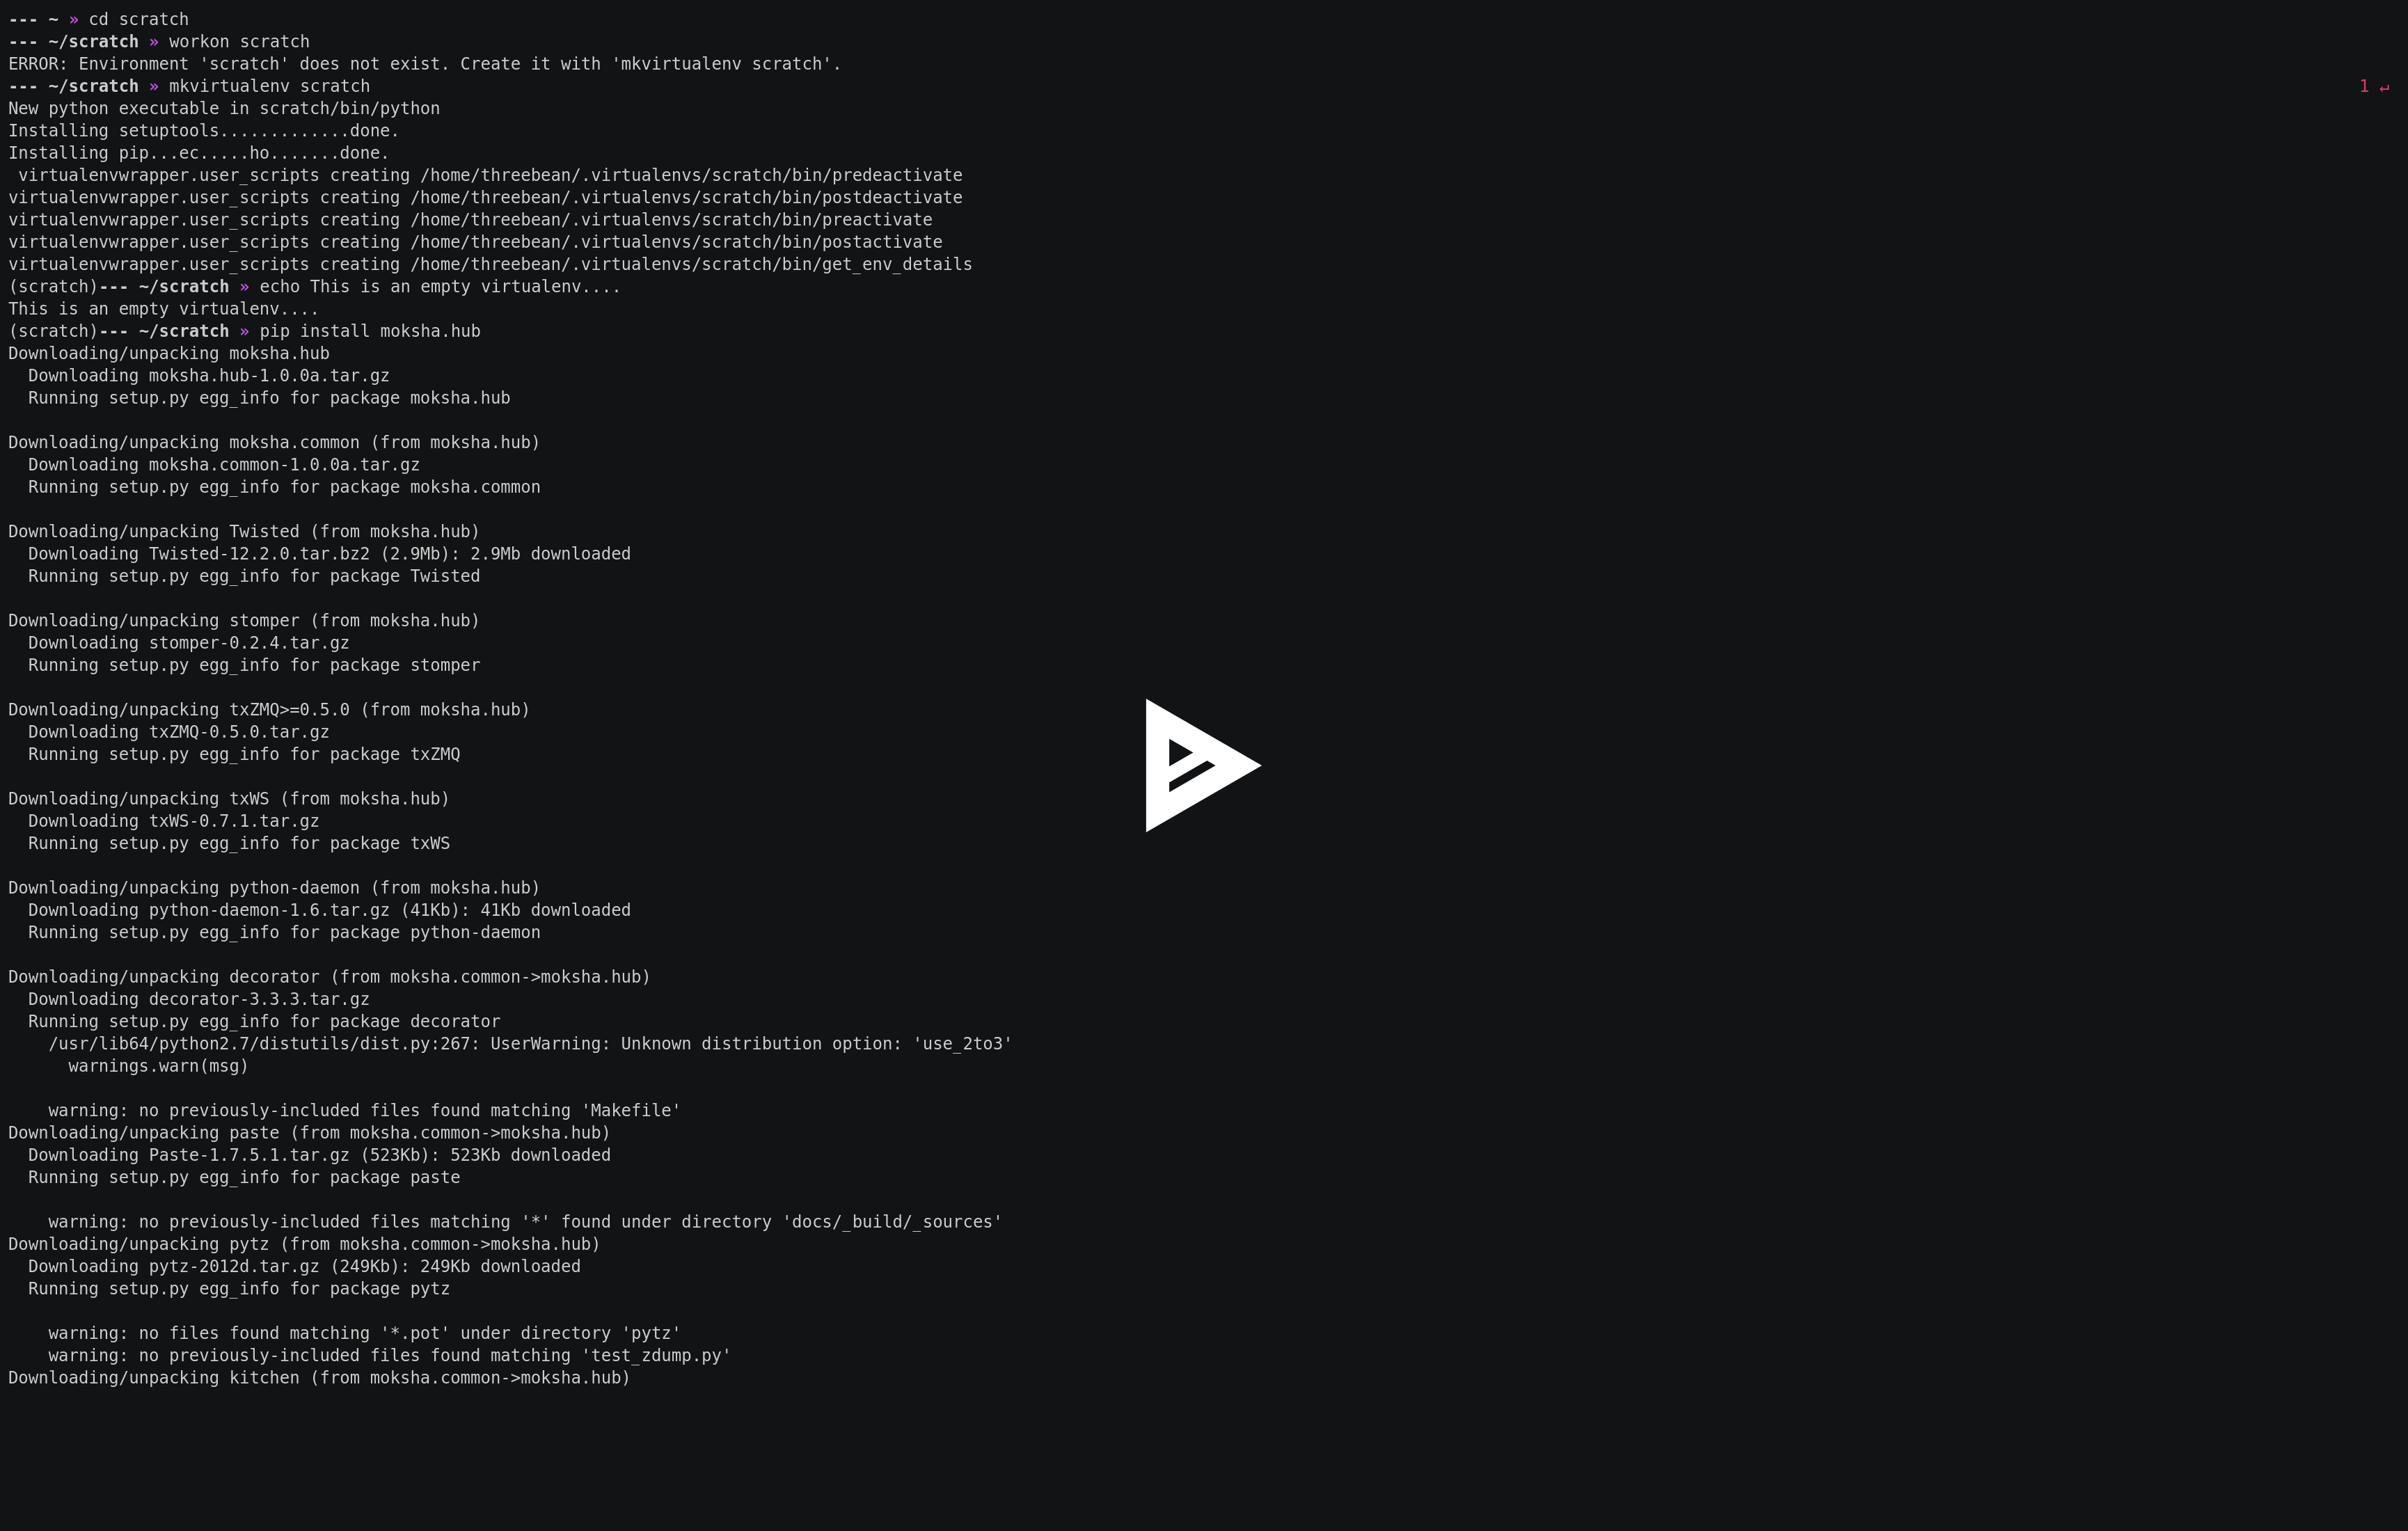 --- ~ » cd scratch
--- ~/scratch » workon scratch
ERROR: Environment 'scratch' does not exist. Create it with 'mkvirtualenv scratch'.
--- ~/scratch » mkvirtualenv scratch 1 ↵
New python executable in scratch/bin/python
Installing setuptools.............done.
Installing pip...ec.....ho.......done.
 virtualenvwrapper.user_scripts creating /home/threebean/.virtualenvs/scratch/bin/predeactivate
virtualenvwrapper.user_scripts creating /home/threebean/.virtualenvs/scratch/bin/postdeactivate
virtualenvwrapper.user_scripts creating /home/threebean/.virtualenvs/scratch/bin/preactivate
virtualenvwrapper.user_scripts creating /home/threebean/.virtualenvs/scratch/bin/postactivate
virtualenvwrapper.user_scripts creating /home/threebean/.virtualenvs/scratch/bin/get_env_details
(scratch)--- ~/scratch » echo This is an empty virtualenv....
This is an empty virtualenv....
(scratch)--- ~/scratch » pip install moksha.hub
Downloading/unpacking moksha.hub
  Downloading moksha.hub-1.0.0a.tar.gz
  Running setup.py egg_info for package moksha.hub

Downloading/unpacking moksha.common (from moksha.hub)
  Downloading moksha.common-1.0.0a.tar.gz
  Running setup.py egg_info for package moksha.common

Downloading/unpacking Twisted (from moksha.hub)
  Downloading Twisted-12.2.0.tar.bz2 (2.9Mb): 2.9Mb downloaded
  Running setup.py egg_info for package Twisted

Downloading/unpacking stomper (from moksha.hub)
  Downloading stomper-0.2.4.tar.gz
  Running setup.py egg_info for package stomper

Downloading/unpacking txZMQ>=0.5.0 (from moksha.hub)
  Downloading txZMQ-0.5.0.tar.gz
  Running setup.py egg_info for package txZMQ

Downloading/unpacking txWS (from moksha.hub)
  Downloading txWS-0.7.1.tar.gz
  Running setup.py egg_info for package txWS

Downloading/unpacking python-daemon (from moksha.hub)
  Downloading python-daemon-1.6.tar.gz (41Kb): 41Kb downloaded
  Running setup.py egg_info for package python-daemon

Downloading/unpacking decorator (from moksha.common->moksha.hub)
  Downloading decorator-3.3.3.tar.gz
  Running setup.py egg_info for package decorator
    /usr/lib64/python2.7/distutils/dist.py:267: UserWarning: Unknown distribution option: 'use_2to3'
      warnings.warn(msg)

    warning: no previously-included files found matching 'Makefile'
Downloading/unpacking paste (from moksha.common->moksha.hub)
  Downloading Paste-1.7.5.1.tar.gz (523Kb): 523Kb downloaded
  Running setup.py egg_info for package paste

    warning: no previously-included files matching '*' found under directory 'docs/_build/_sources'
Downloading/unpacking pytz (from moksha.common->moksha.hub)
  Downloading pytz-2012d.tar.gz (249Kb): 249Kb downloaded
  Running setup.py egg_info for package pytz

    warning: no files found matching '*.pot' under directory 'pytz'
    warning: no previously-included files found matching 'test_zdump.py'
Downloading/unpacking kitchen (from moksha.common->moksha.hub)